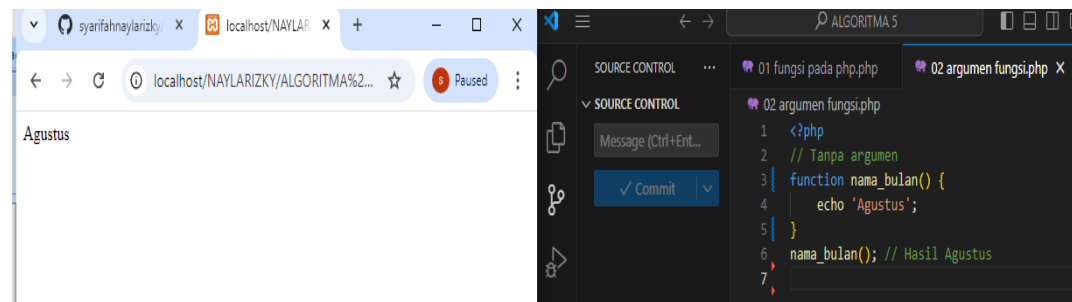 syarifahnaylarizky
localhost/NAYLAR
localhost/NAYLARIZKY/ALGORITMA%2...
S
Paused
Agustus
ALGORITMA 5
SOURCE CONTROL
SOURCE CONTROL
Message (Ctrl+Ent...
Commit
01 fungsi pada php.php
02 argumen fungsi.php
02 argumen fungsi.php
1 <?php
2 // Tanpa argumen
3 function nama_bulan() {
4 echo 'Agustus';
5 }
6 nama_bulan(); // Hasil Agustus
7